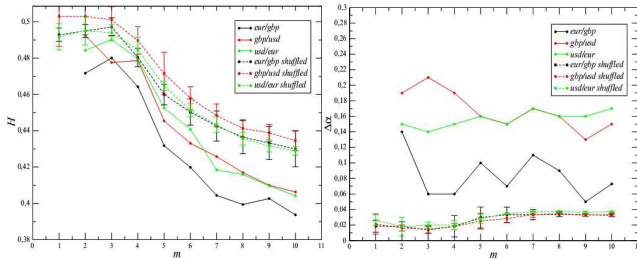 0,5
0,48
0,46
0,44
0,42
0,4
0,38
H
eur/gbp
gbp/usd
usd/eur
eur/gbp shuffled
gbp/usd shuffled
usd/eur shuffled
0 1 2 3 4 5 6 7 8 9 10 11
m
0,3
0,28
0,26
0,24
0,22
0,2
0,18
0,16
0,14
0,12
0,1
0,08
0,06
0,04
0,02
0
Δα
eur/gbp
gbp/usd
usd/eur
eur/gbp shuffled
gbp/usd shuffled
usd/eur shuffled
0 1 2 3 4 5 6 7 8 9 10 11
m